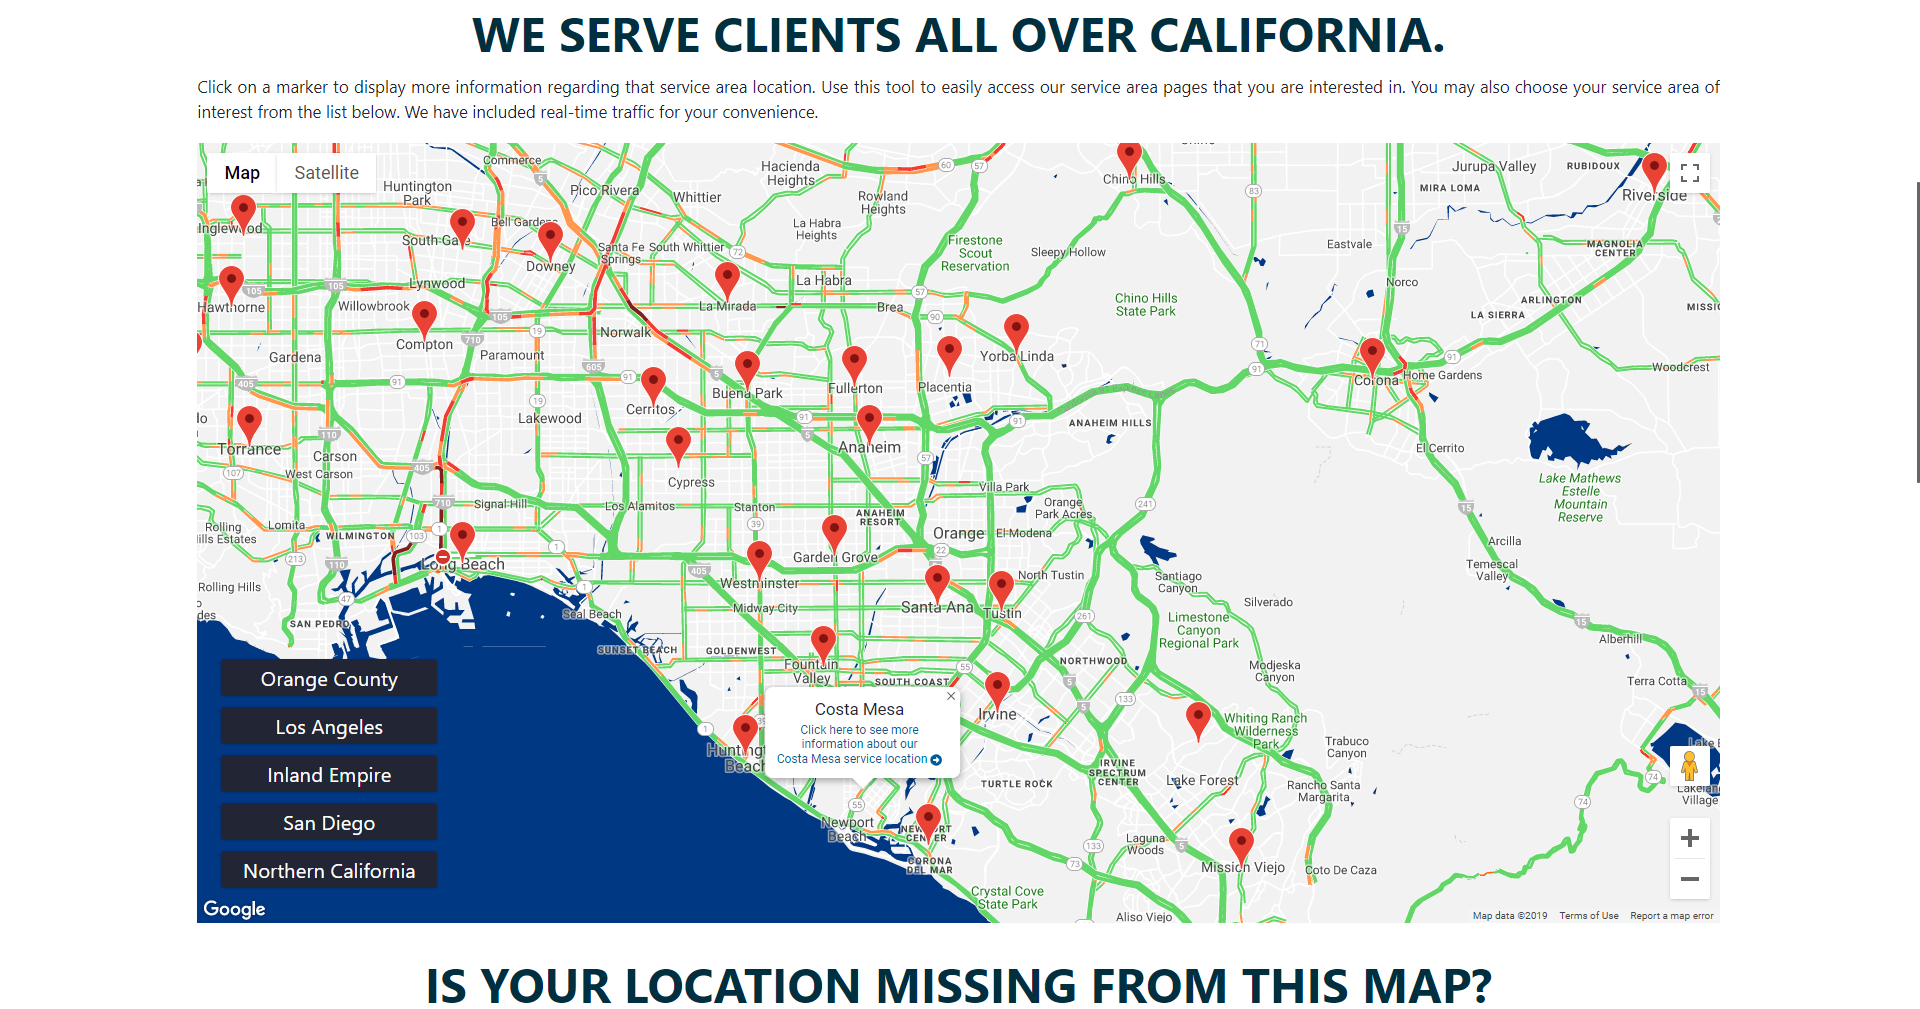 WE SERVE CLIENTS ALL OVER CALIFORNIA.
Click on a marker to display more information regarding that service area location. Use this tool to easily access our service area pages that you are interested in. You may also choose your service area of
interest from the list below. We have included real-time traffic for your convenience.
Map
Satellite
Commerce
Huntington
Park
Pico Rivera
Whittier
Hacienda
Heights
Rowland
Heights
Chino Hills
Jurupa Valley
RUBIDOUX
MIRA LOMA
Riverside
Inglewood
South Gate
Bell Gardens
Downey
Santa Fe
Springs
South Whittier
La Habra
Heights
Firestone
Scout
Reservation
Sleepy Hollow
Eastvale
MAGNOLIA
CENTER
Hawthorne
Willowbrook
Lynwood
La Mirada
La Habra
Brea
Chino Hills
State Park
Norco
ARLINGTON
LA SIERRA
Gardena
Compton
Paramount
Norwalk
Buena Park
Fullerton
Placentia
Yorba Linda
Corona
Home Gardens
Woodcrest
Torrance
Carson
West Carson
Lakewood
Cerritos
Cypress
Anaheim
ANAHEIM HILLS
El Cerrito
Lake Mathews
Estelle
Mountain
Reserve
Rolling
Lomita
WILMINGTON
Signal Hill
Los Alamitos
Stanton
ANAHEIM
RESORT
Villa Park
Orange
Park Acres
Orange
El Modena
Arcilla
Temescal
Valley
Rolling Hills
Long Beach
Garden Grove
Westminster
Midway City
Santa Ana
Tustin
North Tustin
Santiago
Canyon
Silverado
Limestone
Canyon
Regional Park
SAN PEDRO
Seal Beach
SUNSET BEACH
GOLDENWEST
Fountain
Valley
SOUTH COAST
NORTHWOOD
Modjeska
Canyon
Alberhill
Terra Cotta
Orange County
Los Angeles
Inland Empire
San Diego
Northern California
Costa Mesa
Click here to see more
information about our
Costa Mesa service location
Irvine
Whiting Ranch
Wilderness
Park
Trabuco
Canyon
Beach
TURTLE ROCK
IRVINE
SPECTRUM
CENTER
Lake Forest
Rancho Santa
Margarita
Village
Newport
Beach
NEWPORT
CENTER
CORONA
DEL MAR
Laguna
Woods
Mission Viejo
Coto De Caza
Crystal Cove
State Park
Aliso Viejo
Google
Map data ©2019
Terms of Use
Report a map error
IS YOUR LOCATION MISSING FROM THIS MAP?